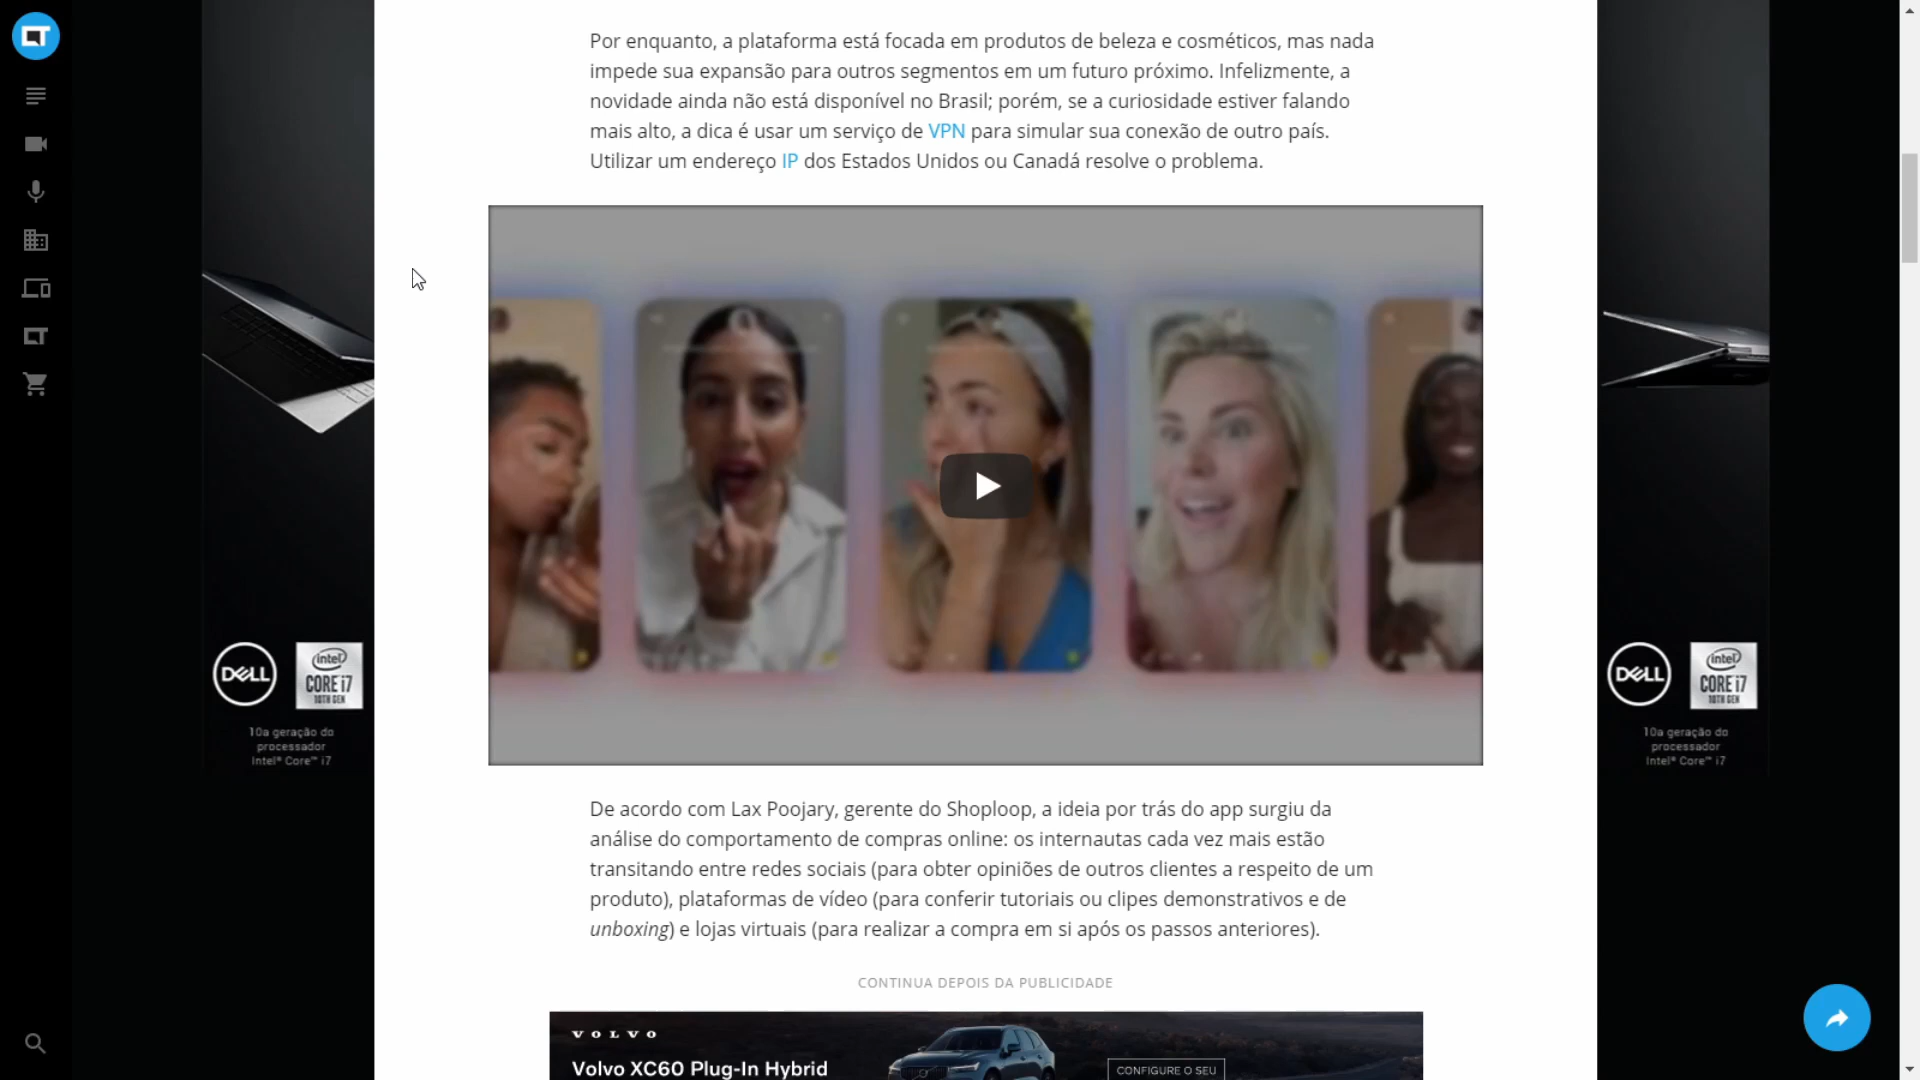 Por enquanto, a plataforma está focada em produtos de beleza e cosméticos, mas nada
impede sua expansão para outros segmentos em um futuro próximo. Infelizmente, a
novidade ainda não está disponível no Brasil; porém, se a curiosidade estiver falando
mais alto, a dica é usar um serviço de VPN para simular sua conexão de outro país.
Utilizar um endereço IP dos Estados Unidos ou Canadá resolve o problema.
DELL
intel
CORE i7
10TH GEN
10a geração do
processador
Intel® Core™ i7
DELL
intel
CORE i7
10TH GEN
10a geração do
processador
Intel® Core™ i7
De acordo com Lax Poojary, gerente do Shoploop, a ideia por trás do app surgiu da
análise do comportamento de compras online: os internautas cada vez mais estão
transitando entre redes sociais (para obter opiniões de outros clientes a respeito de um
produto), plataformas de vídeo (para conferir tutoriais ou clipes demonstrativos e de
unboxing) e lojas virtuais (para realizar a compra em si após os passos anteriores).
CONTINUA DEPOIS DA PUBLICIDADE
VOLVO
Volvo XC60 Plug-In Hybrid
CONFIGURE O SEU